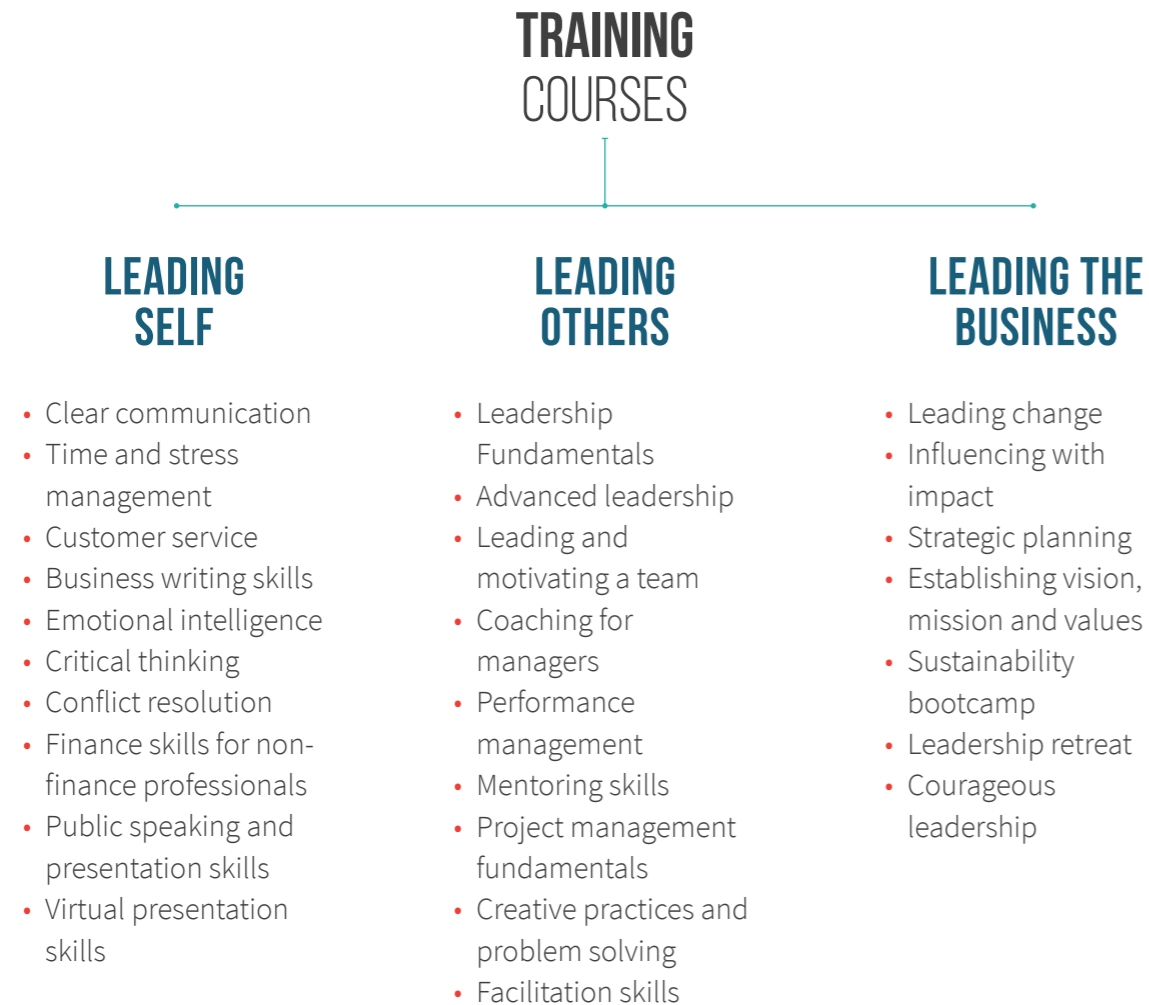 TRAINING
COURSES
LEADING
SELF
• Clear communication
• Time and stress
management
• Customer service
• Business writing skills
• Emotional intelligence
• Critical thinking
• Conflict resolution
• Finance skills for non-
finance professionals
• Public speaking and
presentation skills
• Virtual presentation
skills
LEADING
OTHERS
• Leadership
Fundamentals
• Advanced leadership
• Leading and
motivating a team
• Coaching for
managers
• Performance
management
• Mentoring skills
• Project management
fundamentals
• Creative practices and
problem solving
• Facilitation skills
LEADING THE
BUSINESS
• Leading change
• Influencing with
impact
• Strategic planning
• Establishing vision,
mission and values
• Sustainability
bootcamp
• Leadership retreat
• Courageous
leadership